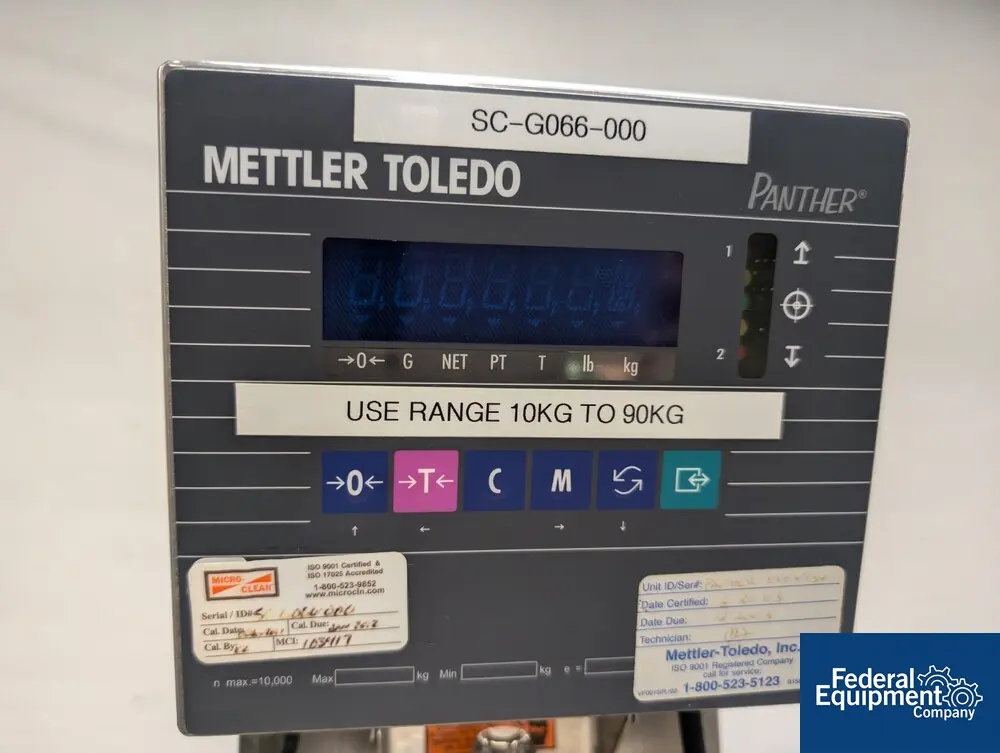 SC-G066-000
METTLER TOLEDO
PANTHER®
1
2
→0← G NET PT T lb kg
USE RANGE 10KG TO 90KG
→0← →T← C M
↑ ← → ↓
MICRO-CLEAN
ISO 9001 Certified &
ISO 17025 Accredited
1-800-523-9852
www.microcln.com
Serial / ID#
Cal. Date: Cal. Due:
Cal. By: MCI:
Unit ID/Ser#:
Date Certified:
Date Due:
Technician:
Mettler-Toledo, Inc.
ISO 9001 Registered Company
call for service:
1-800-523-5123
n max.=10,000 Max kg Min kg e =
Federal
Equipment
Company